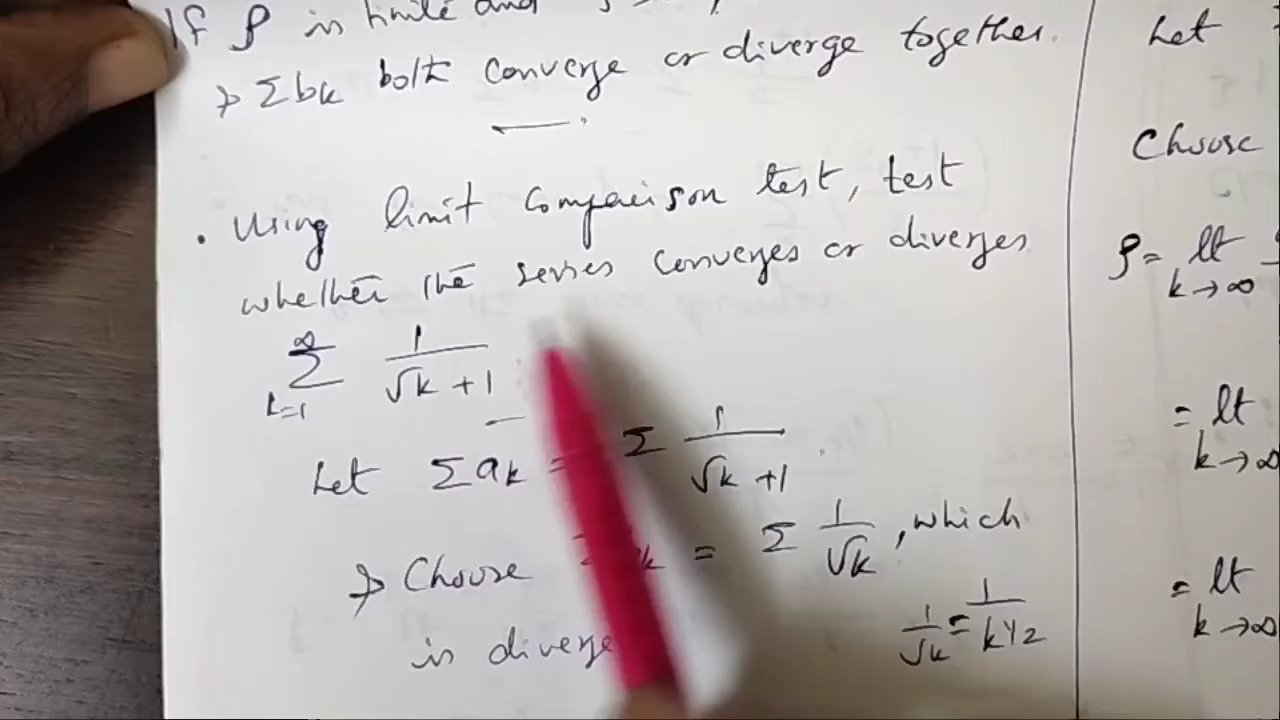 If ρ is finite and
→ Σbk both converge or diverge together.
• Using limit comparison test, test
whether the series converges or diverges
∞
Σ 1/(√k + 1)
k=1
Let Σak = Σ 1/(√k +1)
→ Choose k = Σ 1/√k, which
is diverge 1/√k = 1/k^1/2
Let
Choose
ρ = lt
k→∞
= lt
k→∞
= lt
k→∞